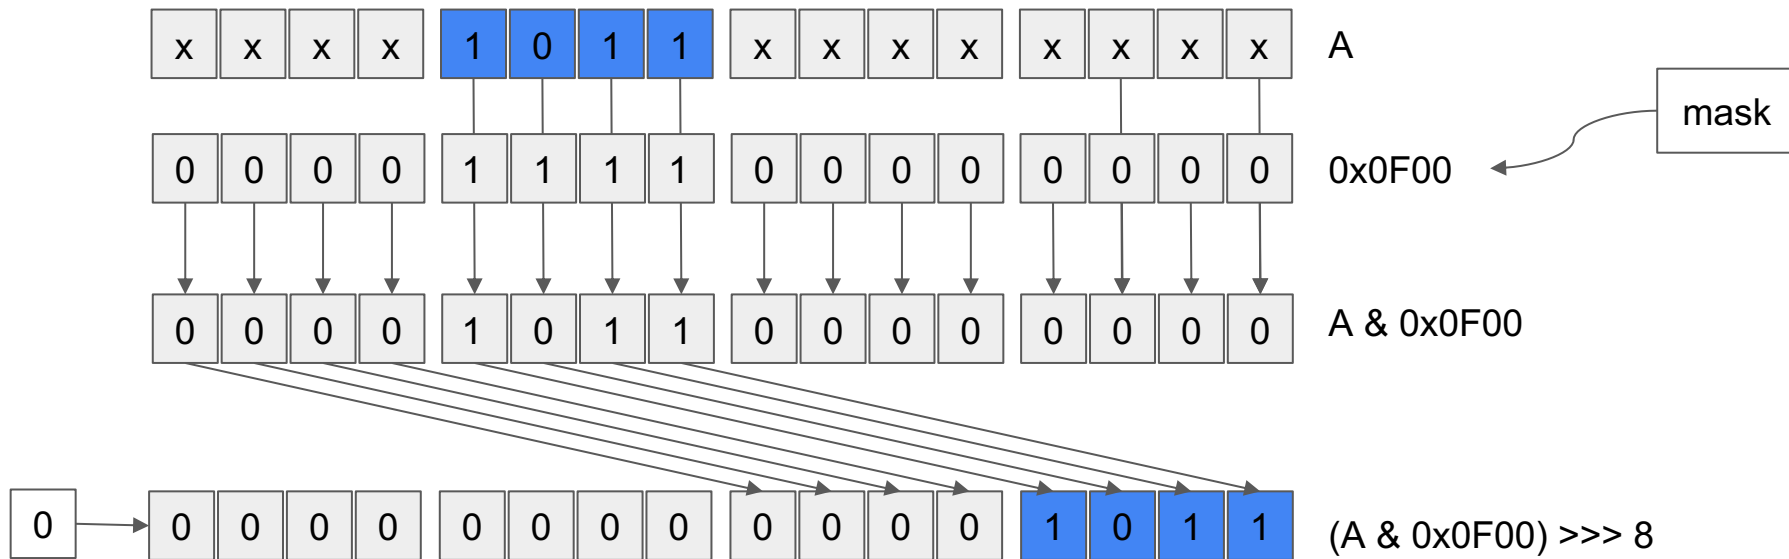 x x x x 1 0 1 1 x x x x x x x x A
mask
0 0 0 0 1 1 1 1 0 0 0 0 0 0 0 0 0x0F00
0 0 0 0 1 0 1 1 0 0 0 0 0 0 0 0 A & 0x0F00
0 0 0 0 0 0 0 0 0 0 0 0 0 1 0 1 1 (A & 0x0F00) >>> 8